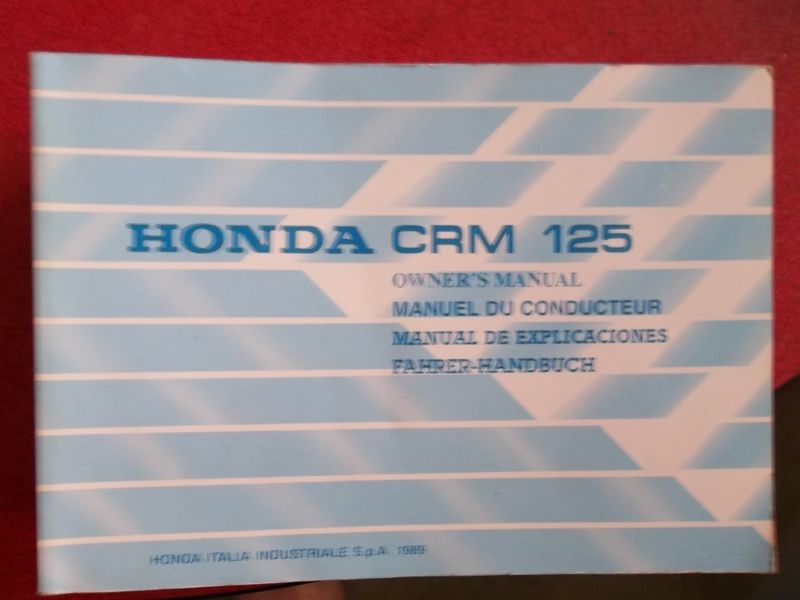 HONDA CRM 125
OWNER'S MANUAL
MANUEL DU CONDUCTEUR
MANUAL DE EXPLICACIONES
FAHRER-HANDBUCH
HONDA ITALIA INDUSTRIALE S.p.A. 1989